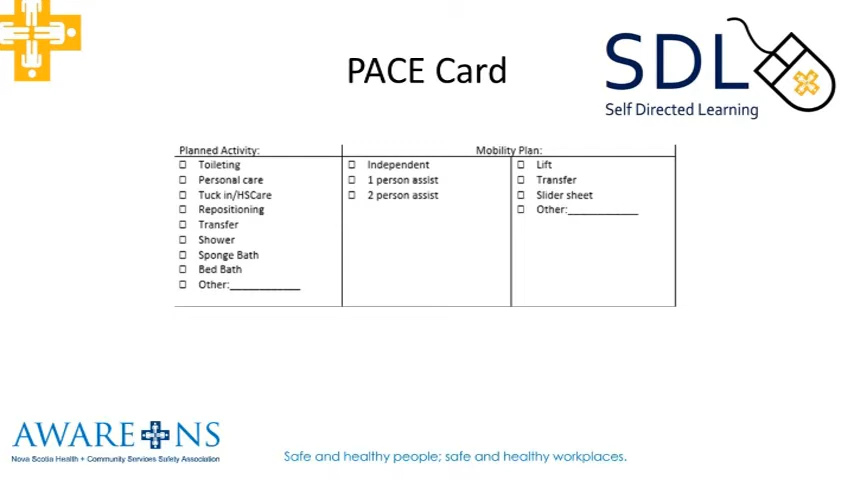 PACE Card
SDL
Self Directed Learning
Planned Activity:
☐ Toileting
☐ Personal care
☐ Tuck in/HSCare
☐ Repositioning
☐ Transfer
☐ Shower
☐ Sponge Bath
☐ Bed Bath
☐ Other:____________
Mobility Plan:
☐ Independent
☐ 1 person assist
☐ 2 person assist
☐ Lift
☐ Transfer
☐ Slider sheet
☐ Other:____________
AWARE NS
Nova Scotia Health + Community Services Safety Association
Safe and healthy people; safe and healthy workplaces.